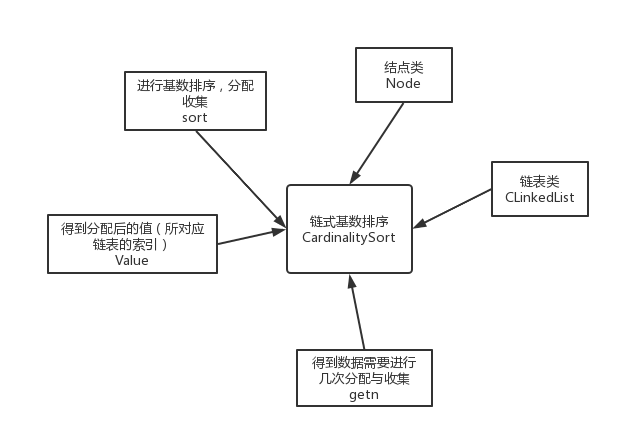 结点类
Node
进行基数排序，分配
收集
sort
链表类
CLinkedList
链式基数排序
CardinalitySort
得到分配后的值（所对应
链表的索引）
Value
得到数据需要进行
几次分配与收集
getn